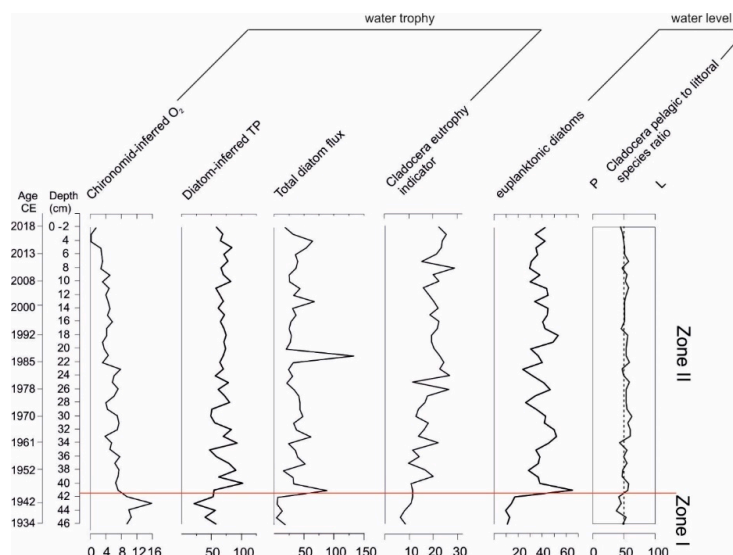 water trophy
water level
Chironomid-inferred O₂
Diatom-inferred TP
Total diatom flux
Cladocera eutrophy
indicator
euplanktonic diatoms
P
Cladocera pelagic to littoral
species ratio
L
Age
CE
Depth
(cm)
2018 0 -2
4
2013 6
8
2008 10
12
2000 14
16
1992 18
20
1985 22
24
1978 26
28
1970 30
32
1961 34
36
1952 38
40
1942 42
44
1934 46
Zone II
Zone I
0 4 8 12 16
50 100
0 50 100 150
0 10 20 30
20 40 60
0 50 100